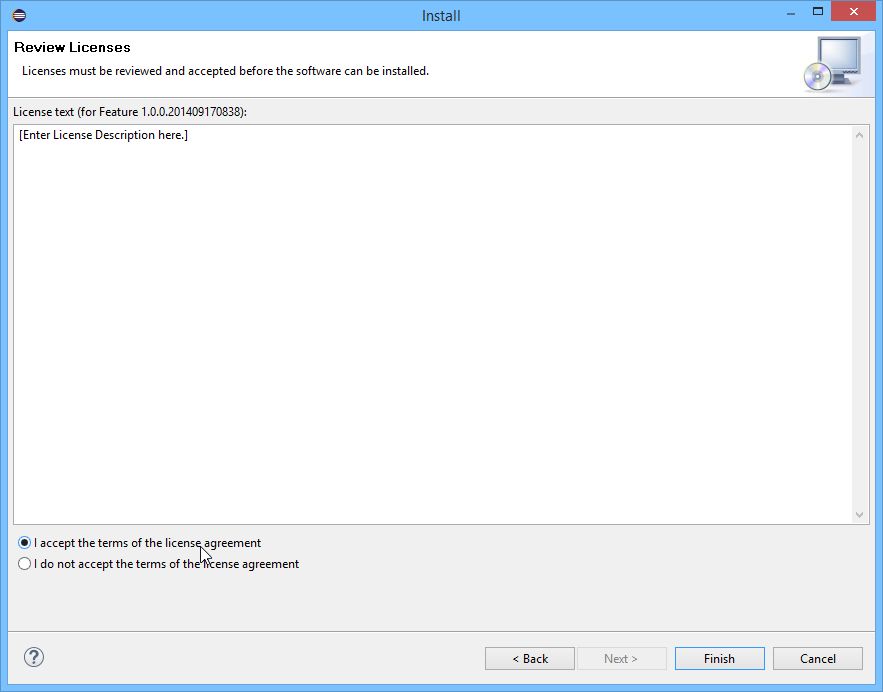 Install
Review Licenses
Licenses must be reviewed and accepted before the software can be installed.
License text (for Feature 1.0.0.201409170838):
[Enter License Description here.]
I accept the terms of the license agreement
I do not accept the terms of the license agreement
?
< Back
Next >
Finish
Cancel